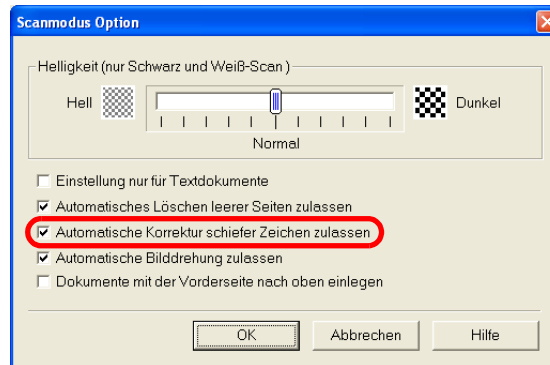 Scanmodus Option
Helligkeit (nur Schwarz und Weiß-Scan )
Hell
Dunkel
Normal
Einstellung nur für Textdokumente
Automatisches Löschen leerer Seiten zulassen
Automatische Korrektur schiefer Zeichen zulassen
Automatische Bilddrehung zulassen
Dokumente mit der Vorderseite nach oben einlegen
OK Abbrechen Hilfe